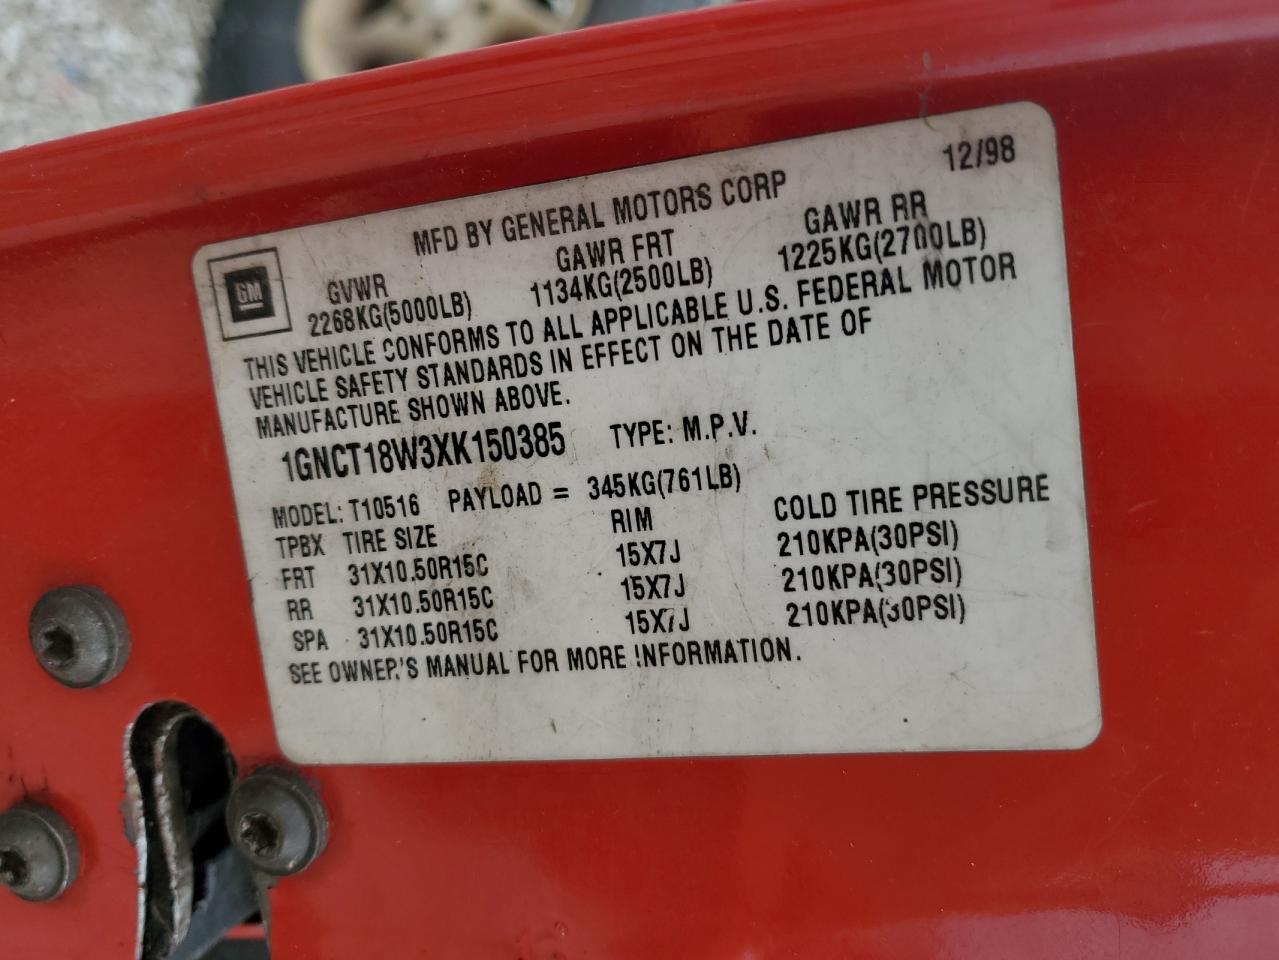 12/98
MFD BY GENERAL MOTORS CORP
GM
GVWR GAWR FRT GAWR RR
2268KG(5000LB) 1134KG(2500LB) 1225KG(2700LB)
THIS VEHICLE CONFORMS TO ALL APPLICABLE U.S. FEDERAL MOTOR
VEHICLE SAFETY STANDARDS IN EFFECT ON THE DATE OF
MANUFACTURE SHOWN ABOVE.
1GNCT18W3XK150385 TYPE: M.P.V.
MODEL: T10516 PAYLOAD = 345KG(761LB)
TPBX TIRE SIZE RIM COLD TIRE PRESSURE
FRT 31X10.50R15C 15X7J 210KPA(30PSI)
RR 31X10.50R15C 15X7J 210KPA(30PSI)
SPA 31X10.50R15C 15X7J 210KPA(30PSI)
SEE OWNER'S MANUAL FOR MORE INFORMATION.